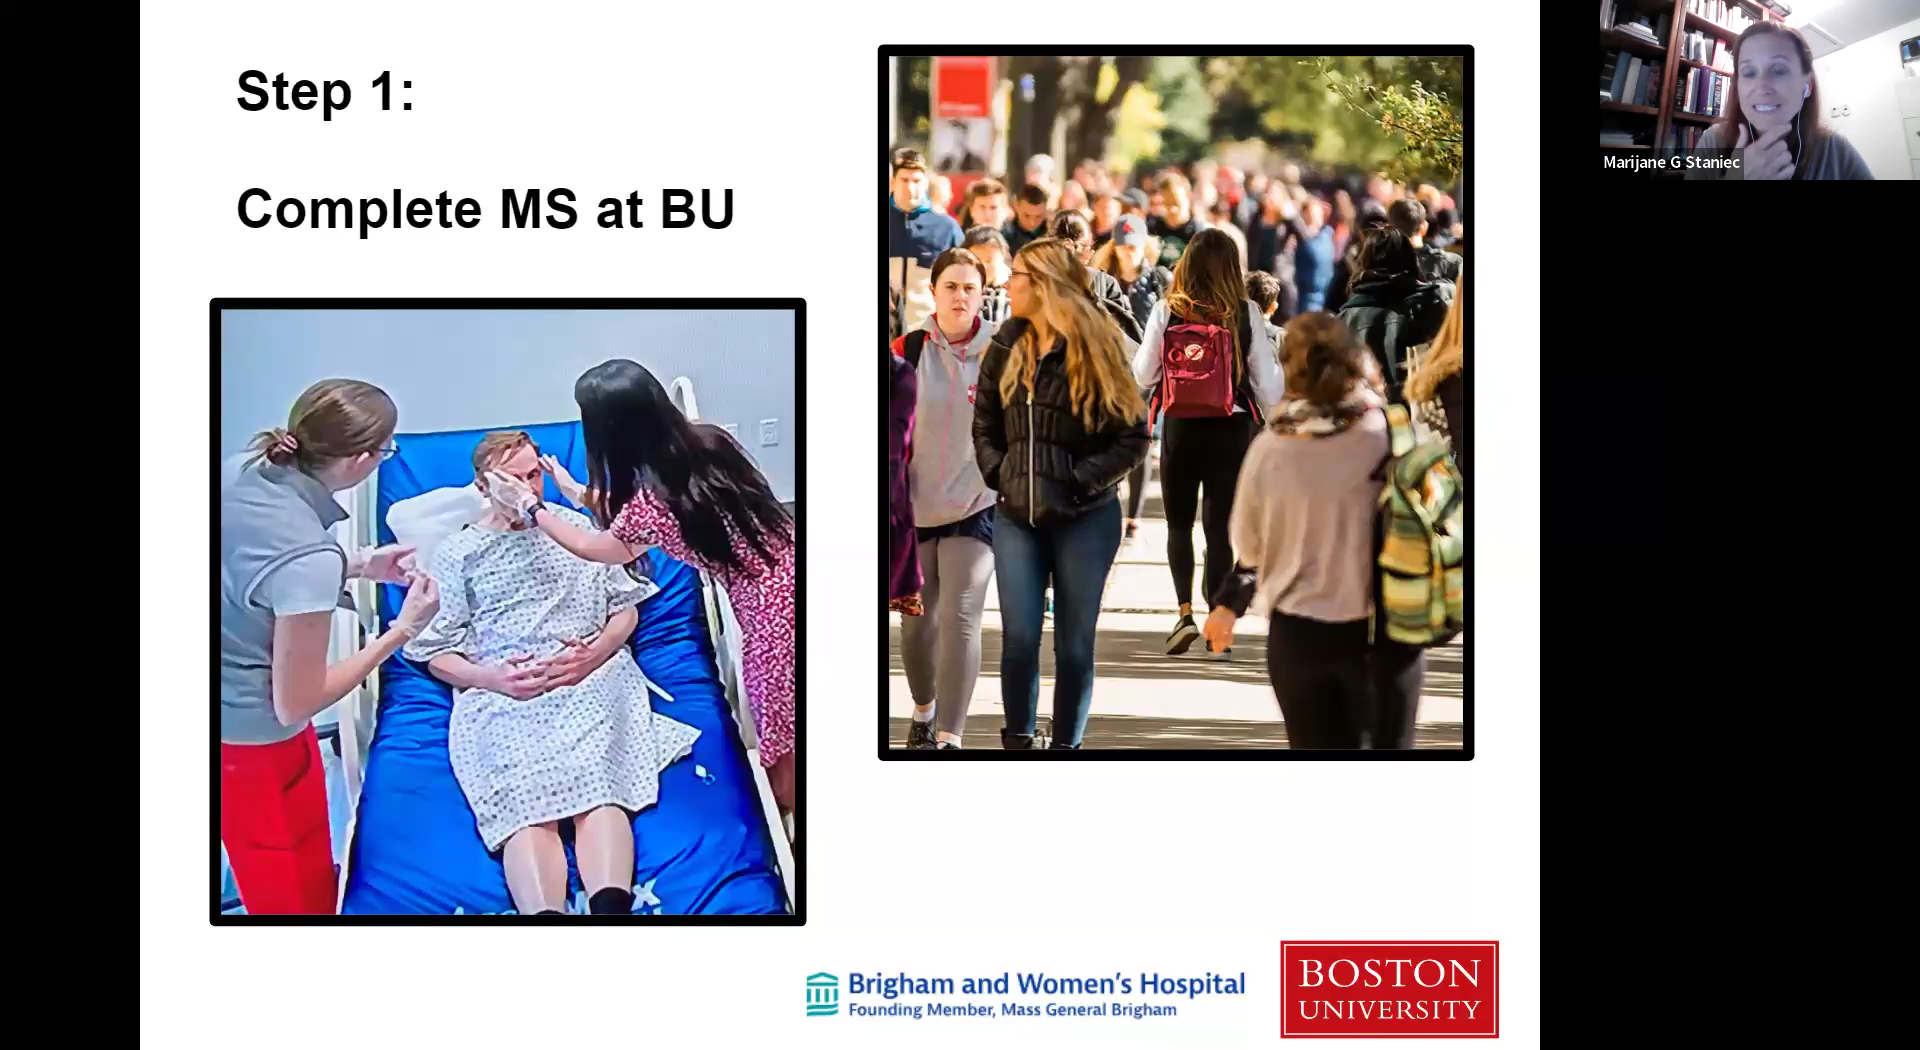 Step 1:
Complete MS at BU
Marijane G Staniec
Brigham and Women's Hospital
Founding Member, Mass General Brigham
BOSTON
UNIVERSITY